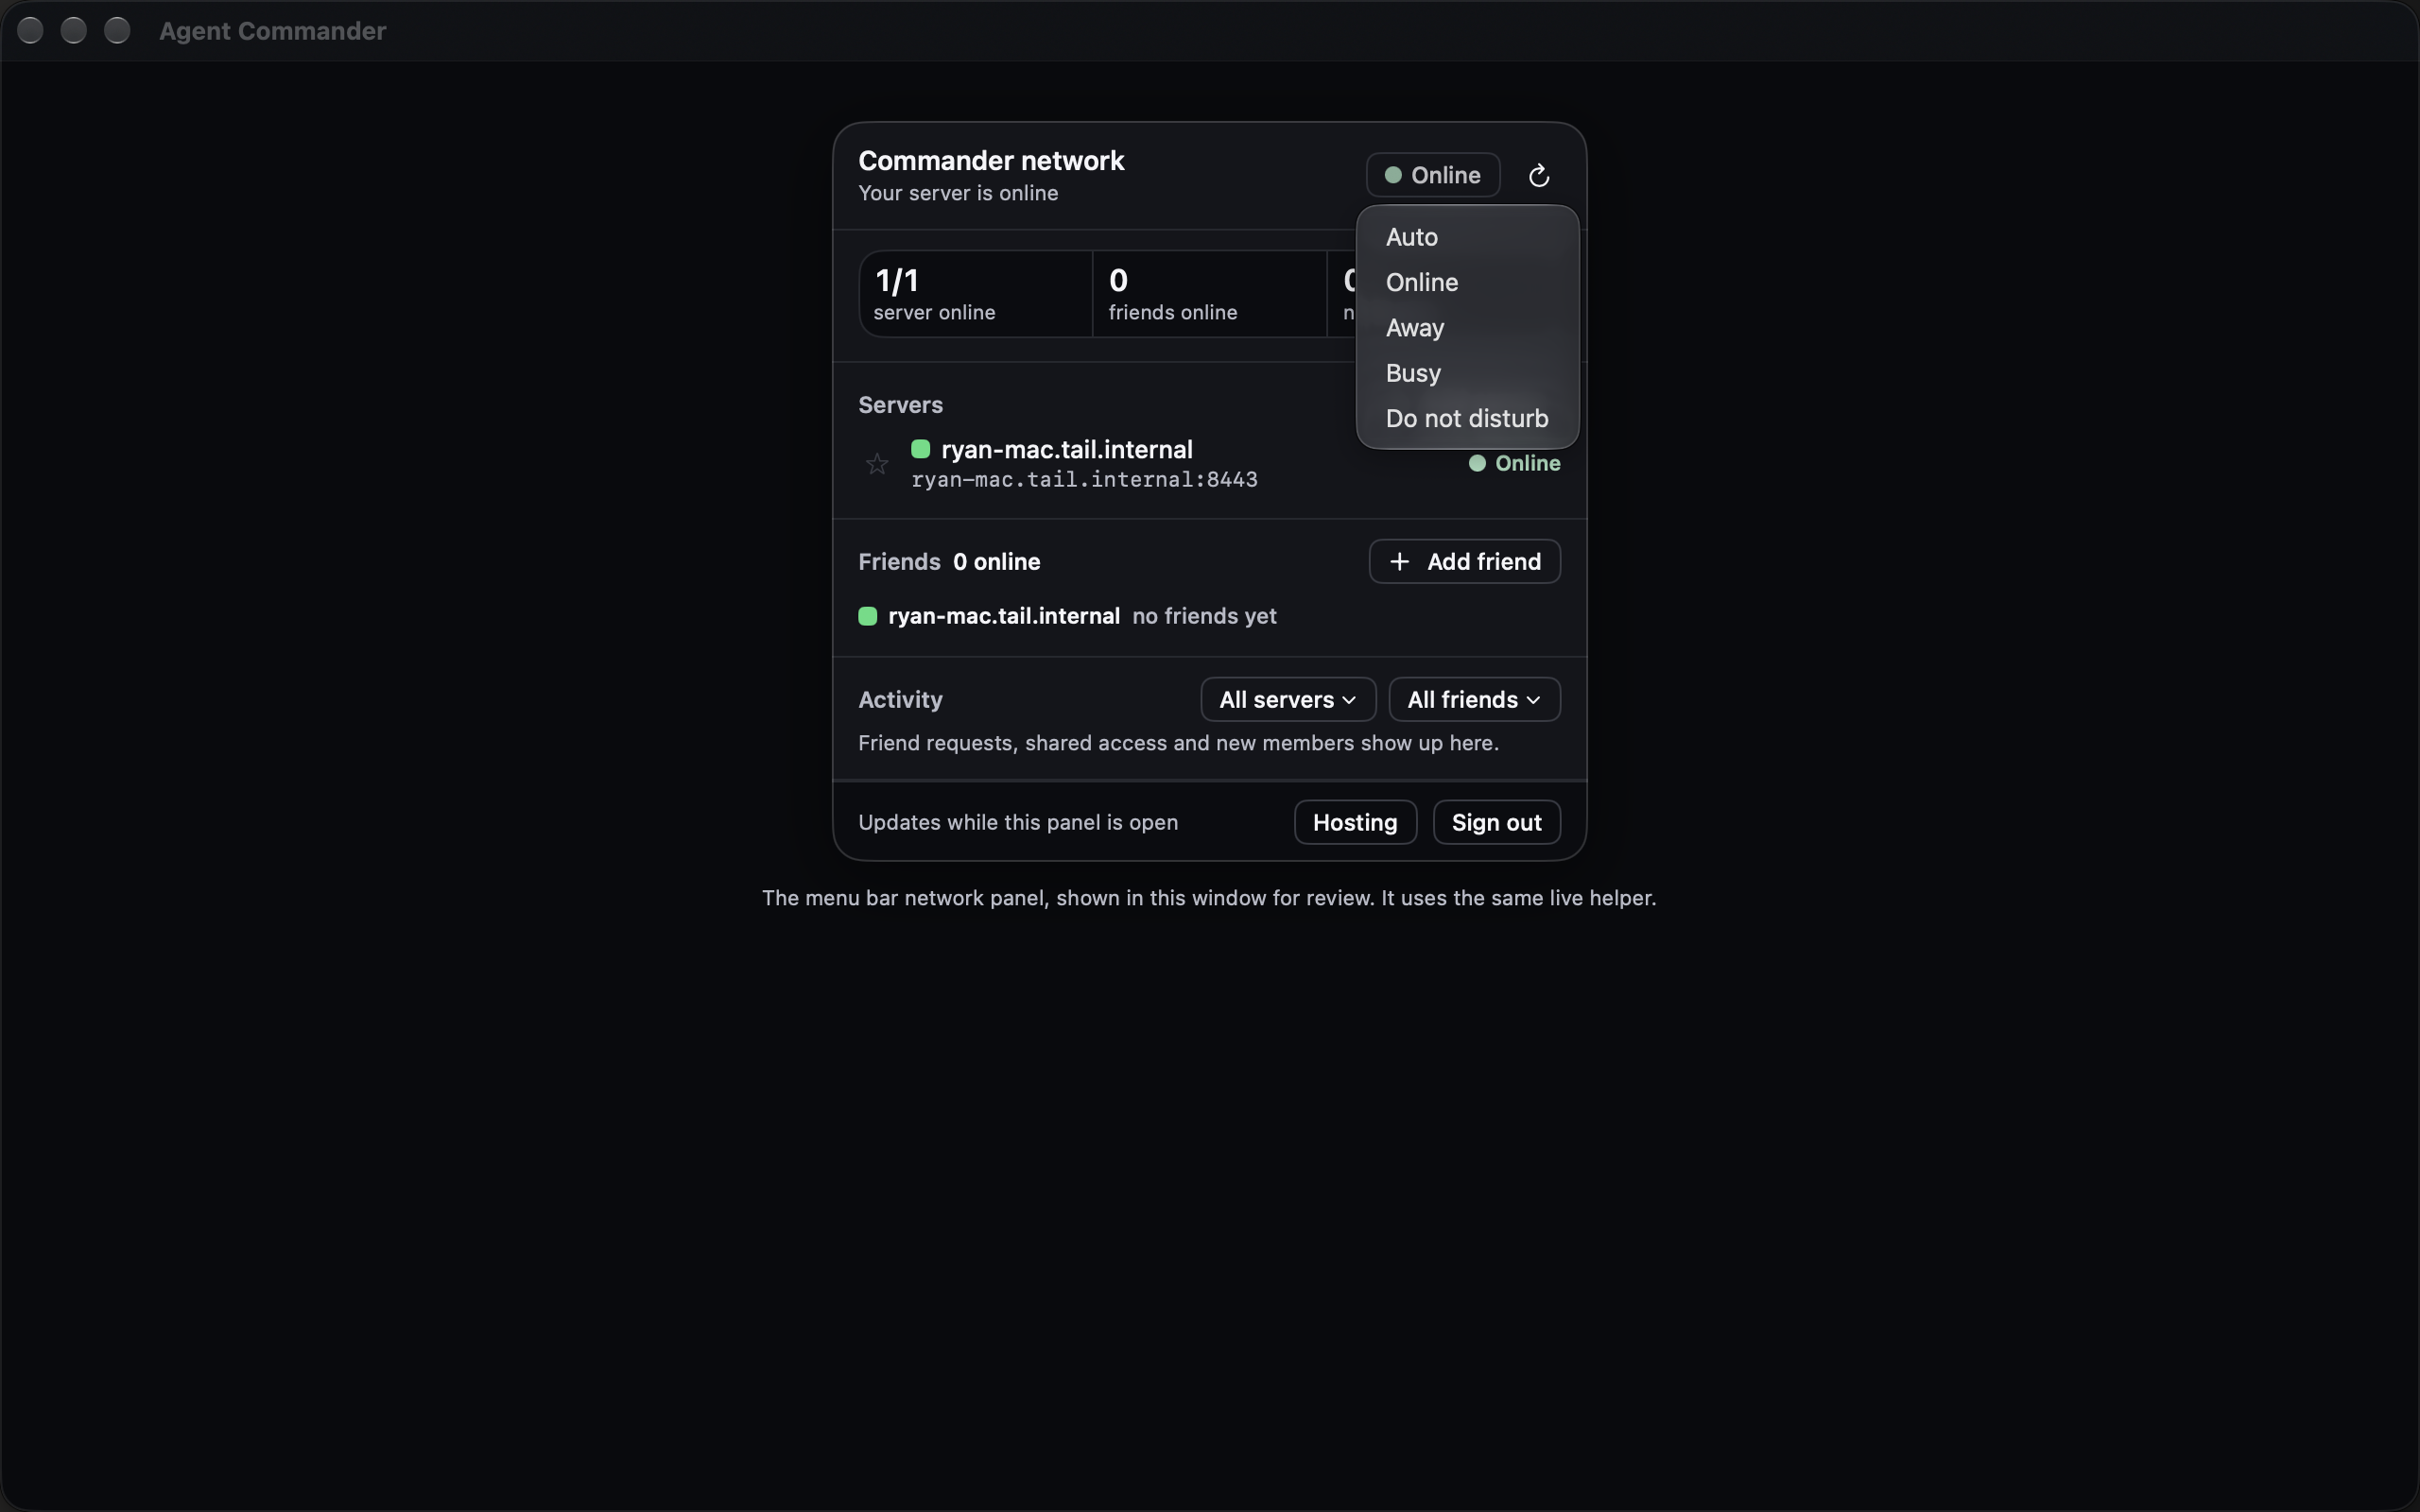 Agent Commander
Commander network
Your server is online
Online
Auto
Online
Away
Busy
Do not disturb
1/1
server online
0
friends online
Servers
ryan-mac.tail.internal
ryan-mac.tail.internal:8443
Online
Friends 0 online
+ Add friend
ryan-mac.tail.internal no friends yet
Activity
All servers
All friends
Friend requests, shared access and new members show up here.
Updates while this panel is open
Hosting
Sign out
The menu bar network panel, shown in this window for review. It uses the same live helper.